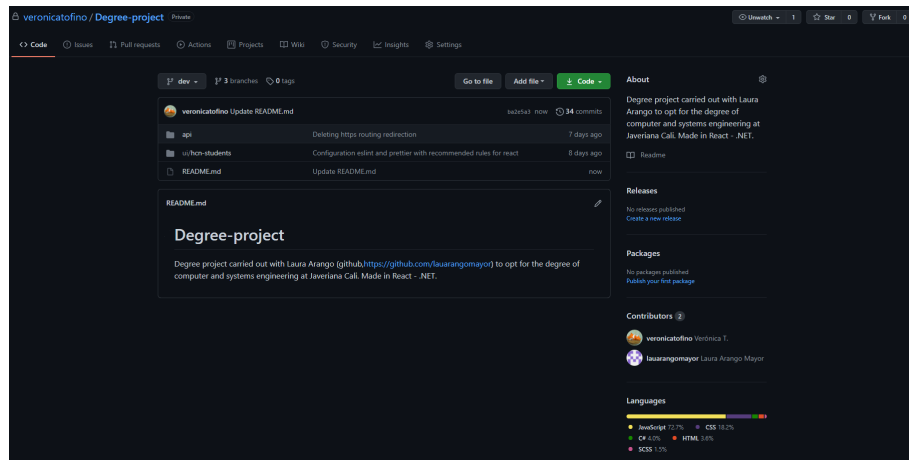 veronicatofino / Degree-project Private
Unwatch 1 Star 0 Fork 0
Code Issues Pull requests Actions Projects Wiki Security Insights Settings
dev 3 branches 0 tags Go to file Add file Code
veronicatofino Update README.md ba2e5a3 now 34 commits
api Deleting https routing redirection 7 days ago
ui/hcn-students Configuration eslint and prettier with recommended rules for react 8 days ago
README.md Update README.md now
README.md
Degree-project
Degree project carried out with Laura Arango (github,https://github.com/lauarangomayor) to opt for the degree of
computer and systems engineering at Javeriana Cali. Made in React - .NET.
About
Degree project carried out with Laura
Arango to opt for the degree of
computer and systems engineering at
Javeriana Cali. Made in React - .NET.
Readme
Releases
No releases published
Create a new release
Packages
No packages published
Publish your first package
Contributors 2
veronicatofino Verónica T.
lauarangomayor Laura Arango Mayor
Languages
JavaScript 72.7% CSS 18.2%
C# 4.0% HTML 3.6%
SCSS 1.5%